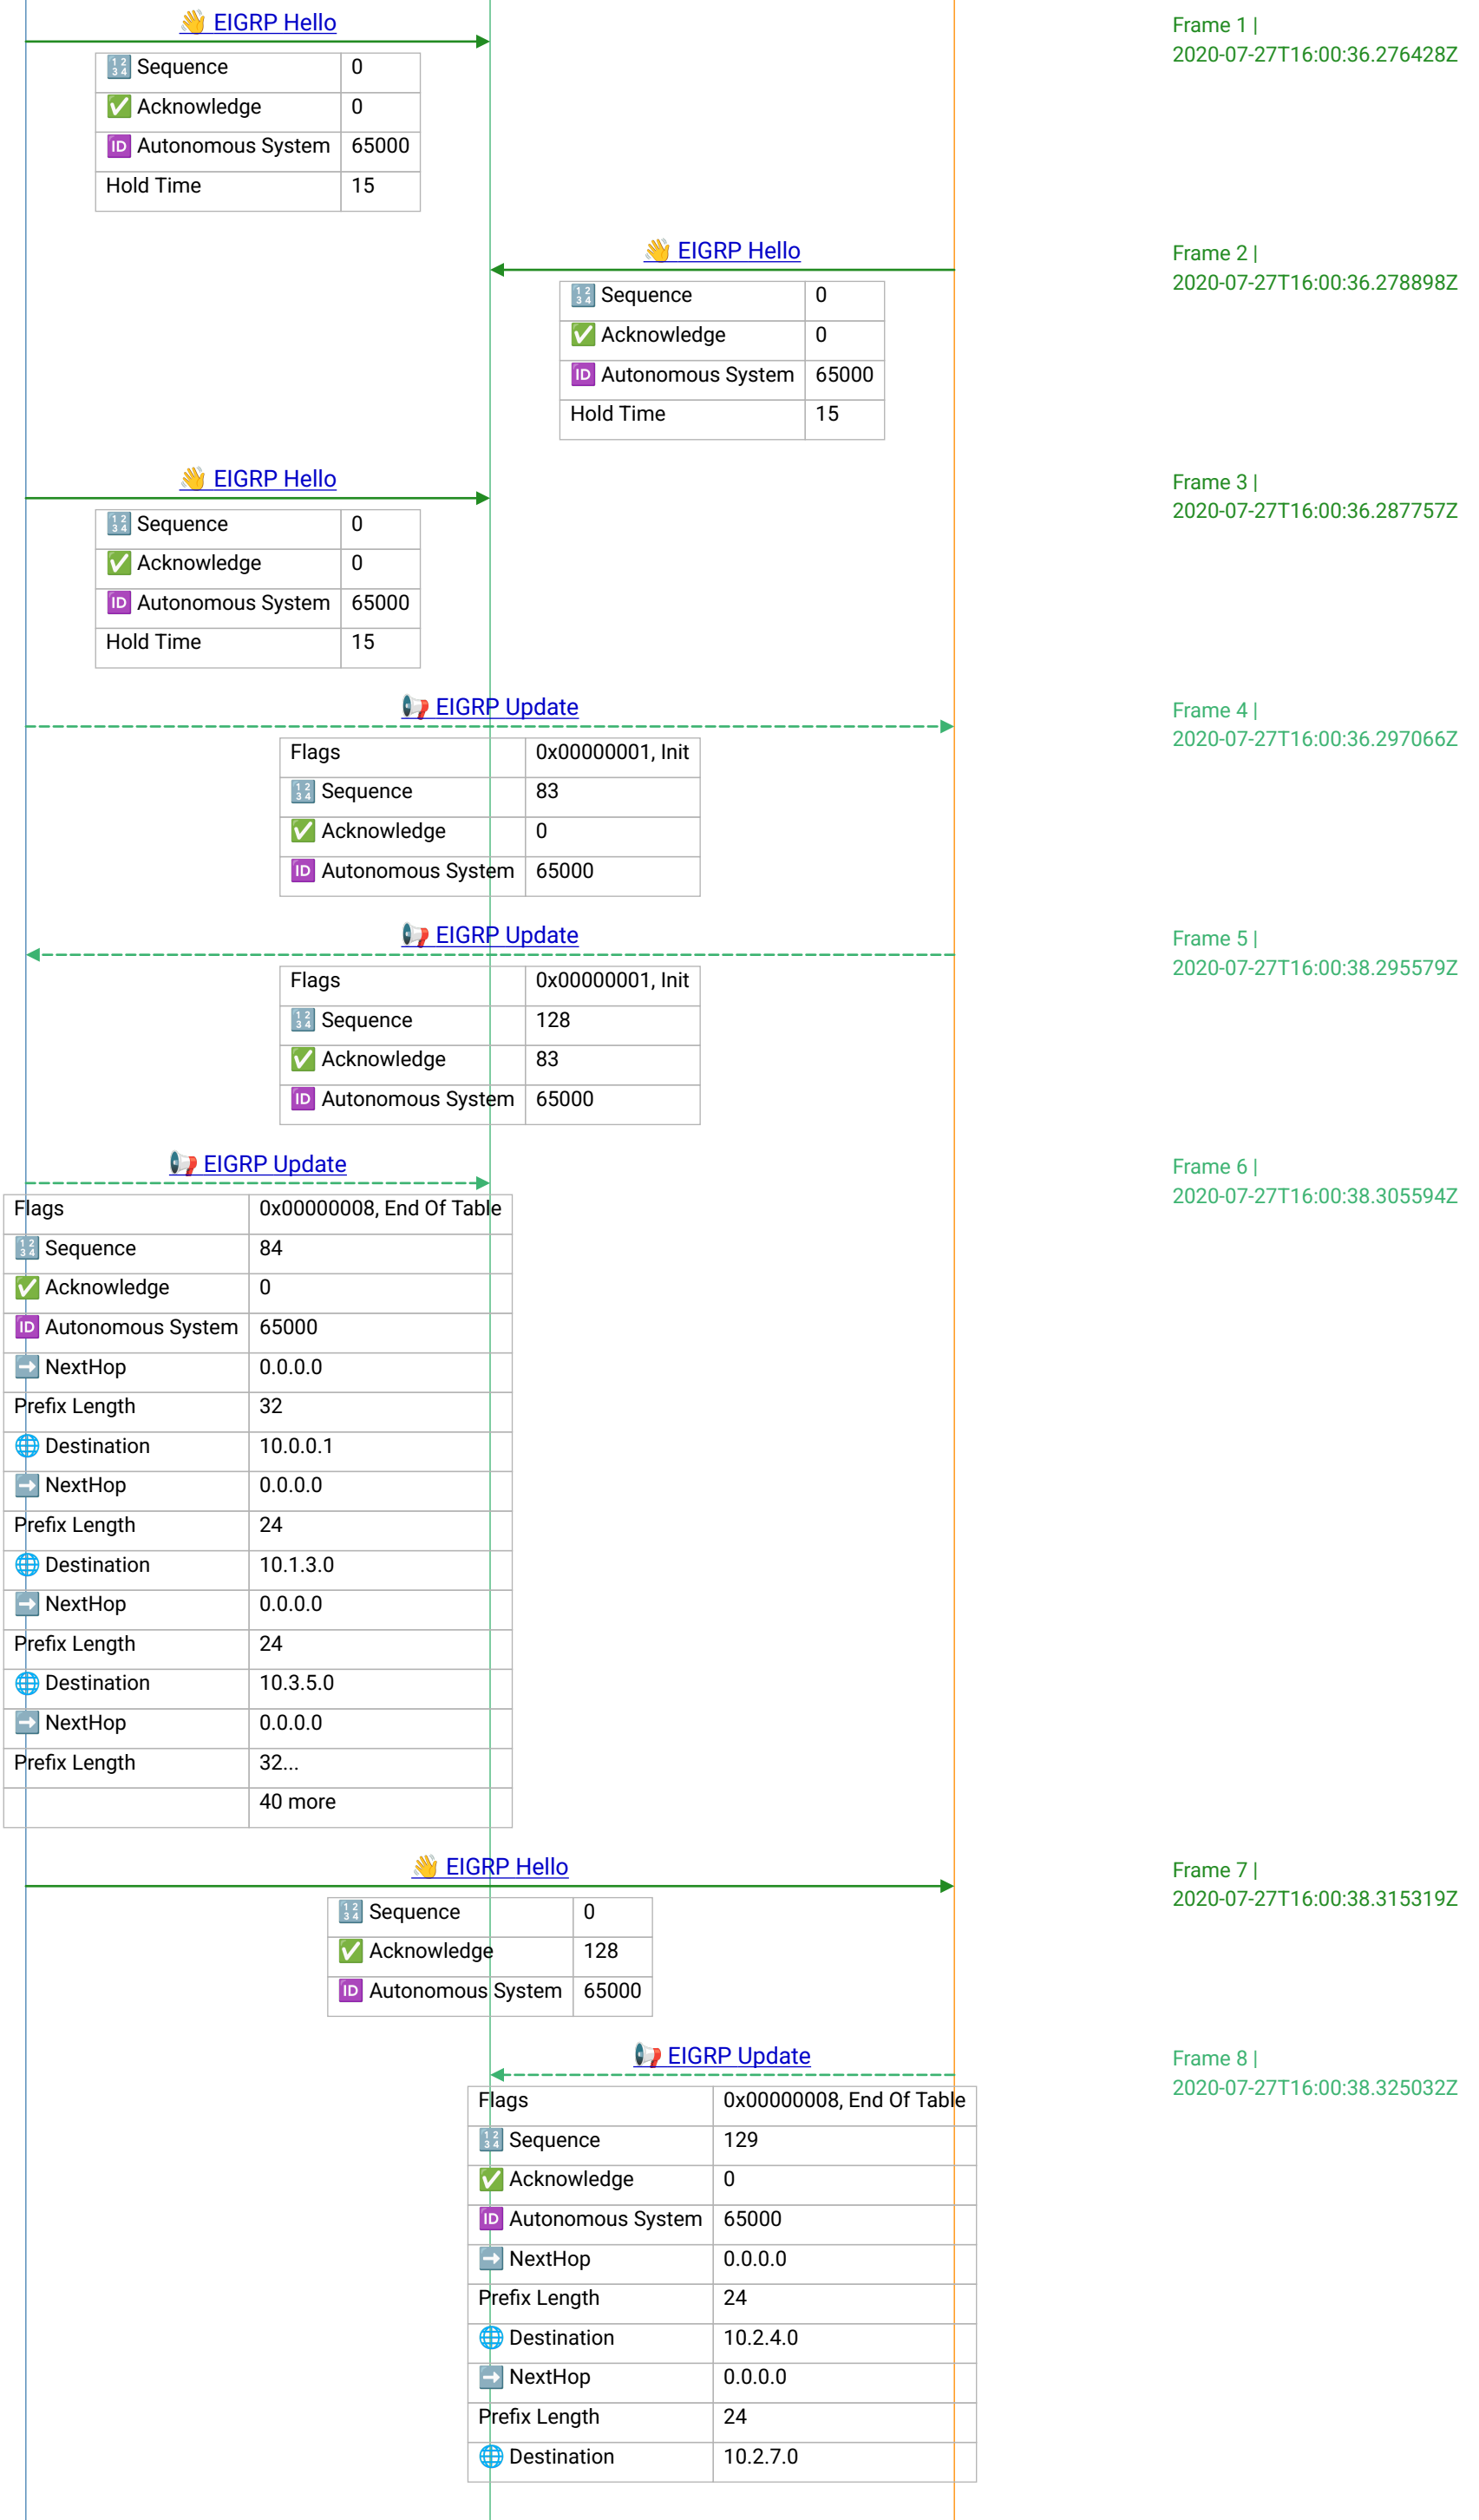 👋 EIGRP Hello
Frame 1 |
2020-07-27T16:00:36.276428Z
🔢 Sequence 0
✅ Acknowledge 0
🆔 Autonomous System 65000
Hold Time 15
👋 EIGRP Hello
Frame 2 |
2020-07-27T16:00:36.278898Z
🔢 Sequence 0
✅ Acknowledge 0
🆔 Autonomous System 65000
Hold Time 15
👋 EIGRP Hello
Frame 3 |
2020-07-27T16:00:36.287757Z
🔢 Sequence 0
✅ Acknowledge 0
🆔 Autonomous System 65000
Hold Time 15
📢 EIGRP Update
Frame 4 |
2020-07-27T16:00:36.297066Z
Flags 0x00000001, Init
🔢 Sequence 83
✅ Acknowledge 0
🆔 Autonomous System 65000
📢 EIGRP Update
Frame 5 |
2020-07-27T16:00:38.295579Z
Flags 0x00000001, Init
🔢 Sequence 128
✅ Acknowledge 83
🆔 Autonomous System 65000
📢 EIGRP Update
Frame 6 |
2020-07-27T16:00:38.305594Z
Flags 0x00000008, End Of Table
🔢 Sequence 84
✅ Acknowledge 0
🆔 Autonomous System 65000
➡️ NextHop 0.0.0.0
Prefix Length 32
🌐 Destination 10.0.0.1
➡️ NextHop 0.0.0.0
Prefix Length 24
🌐 Destination 10.1.3.0
➡️ NextHop 0.0.0.0
Prefix Length 24
🌐 Destination 10.3.5.0
➡️ NextHop 0.0.0.0
Prefix Length 32...
40 more
👋 EIGRP Hello
Frame 7 |
2020-07-27T16:00:38.315319Z
🔢 Sequence 0
✅ Acknowledge 128
🆔 Autonomous System 65000
📢 EIGRP Update
Frame 8 |
2020-07-27T16:00:38.325032Z
Flags 0x00000008, End Of Table
🔢 Sequence 129
✅ Acknowledge 0
🆔 Autonomous System 65000
➡️ NextHop 0.0.0.0
Prefix Length 24
🌐 Destination 10.2.4.0
➡️ NextHop 0.0.0.0
Prefix Length 24
🌐 Destination 10.2.7.0